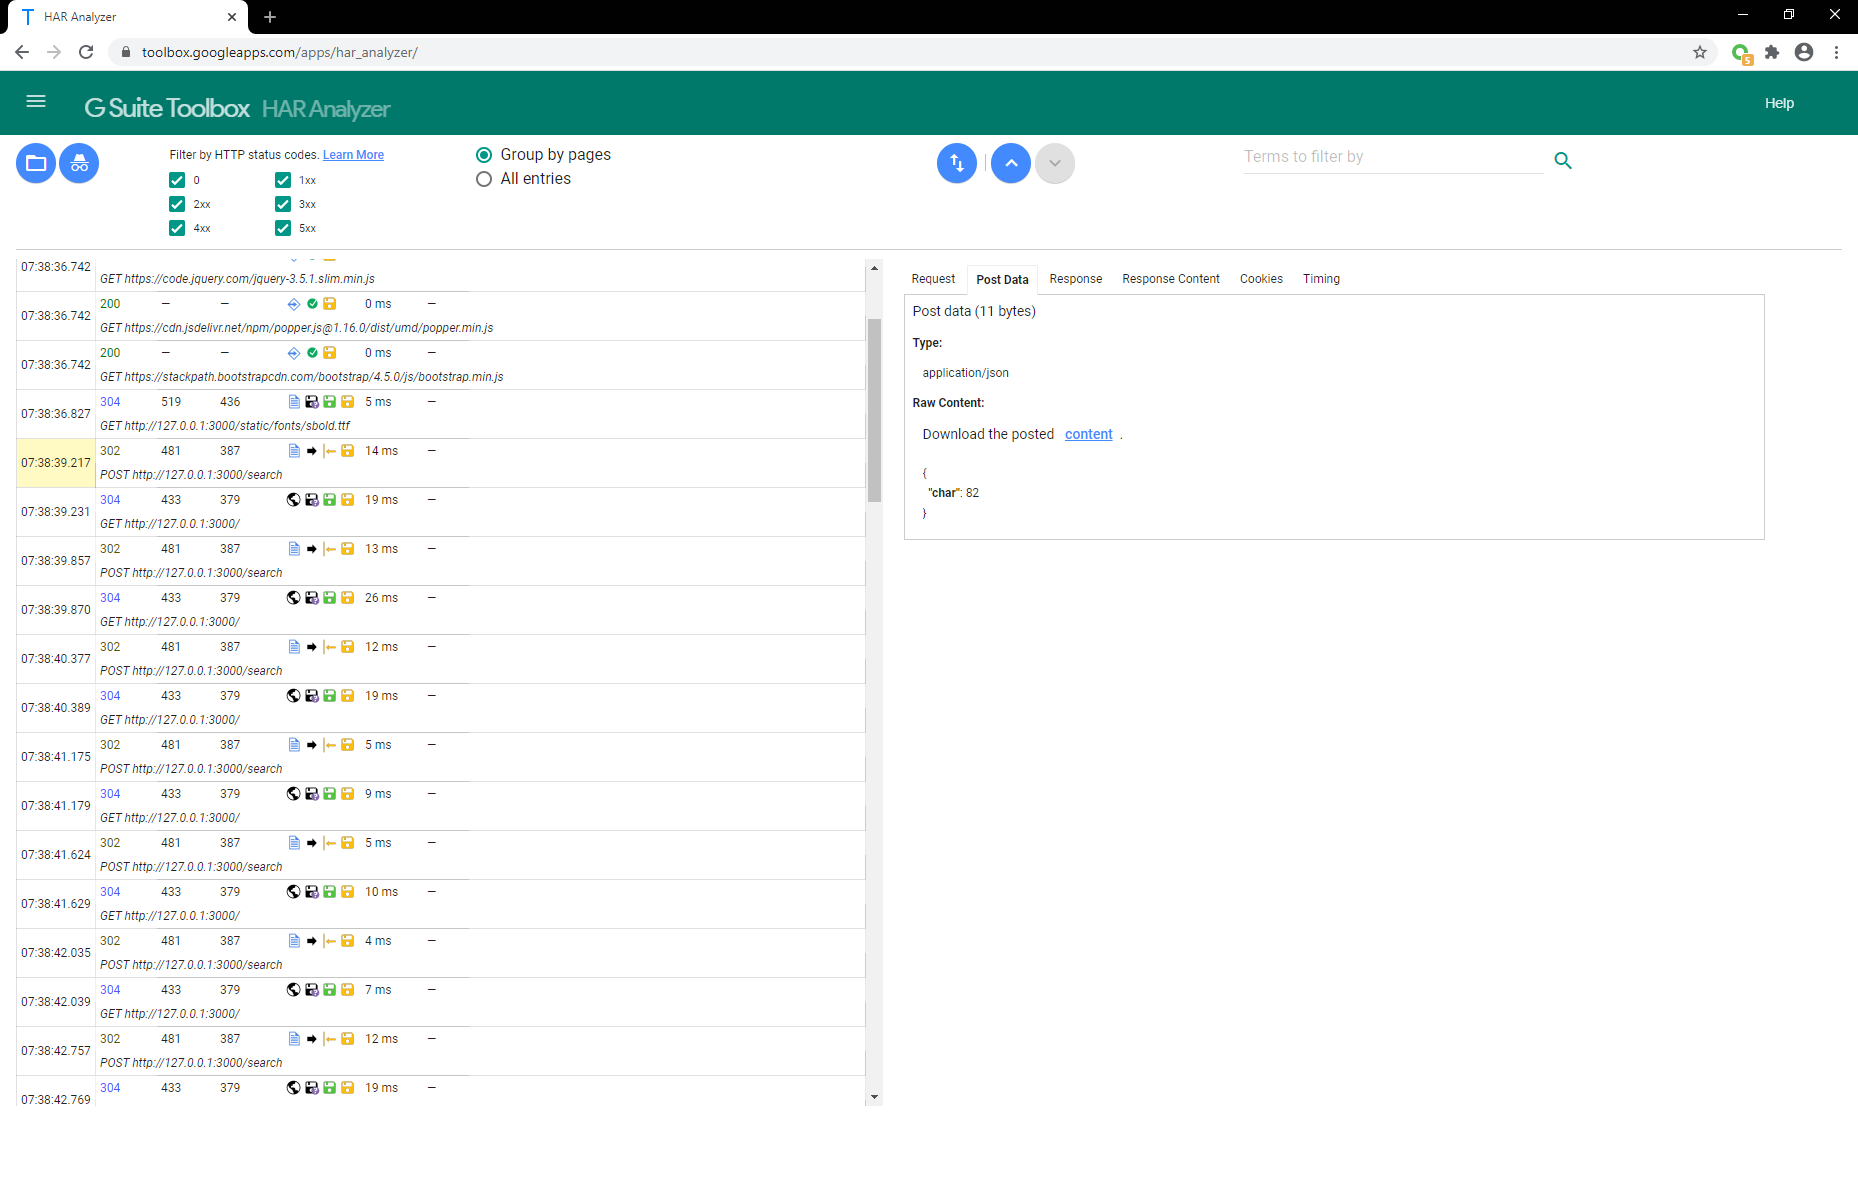 HAR Analyzer
toolbox.googleapps.com/apps/har_analyzer/
5
G Suite Toolbox HAR Analyzer
Help
Filter by HTTP status codes. Learn More
0 1xx
2xx 3xx
4xx 5xx
Group by pages
All entries
Terms to filter by
07:38:36.742
GET https://code.jquery.com/jquery-3.5.1.slim.min.js
07:38:36.742
200 – – 0 ms –
GET https://cdn.jsdelivr.net/npm/popper.js@1.16.0/dist/umd/popper.min.js
07:38:36.742
200 – – 0 ms –
GET https://stackpath.bootstrapcdn.com/bootstrap/4.5.0/js/bootstrap.min.js
07:38:36.827
304 519 436 5 ms –
GET http://127.0.0.1:3000/static/fonts/sbold.ttf
07:38:39.217
302 481 387 14 ms –
POST http://127.0.0.1:3000/search
07:38:39.231
304 433 379 19 ms –
GET http://127.0.0.1:3000/
07:38:39.857
302 481 387 13 ms –
POST http://127.0.0.1:3000/search
07:38:39.870
304 433 379 26 ms –
GET http://127.0.0.1:3000/
07:38:40.377
302 481 387 12 ms –
POST http://127.0.0.1:3000/search
07:38:40.389
304 433 379 19 ms –
GET http://127.0.0.1:3000/
07:38:41.175
302 481 387 5 ms –
POST http://127.0.0.1:3000/search
07:38:41.179
304 433 379 9 ms –
GET http://127.0.0.1:3000/
07:38:41.624
302 481 387 5 ms –
POST http://127.0.0.1:3000/search
07:38:41.629
304 433 379 10 ms –
GET http://127.0.0.1:3000/
07:38:42.035
302 481 387 4 ms –
POST http://127.0.0.1:3000/search
07:38:42.039
304 433 379 7 ms –
GET http://127.0.0.1:3000/
07:38:42.757
302 481 387 12 ms –
POST http://127.0.0.1:3000/search
07:38:42.769
304 433 379 19 ms –
Request Post Data Response Response Content Cookies Timing
Post data (11 bytes)
Type:
application/json
Raw Content:
Download the posted content .
{
"char": 82
}